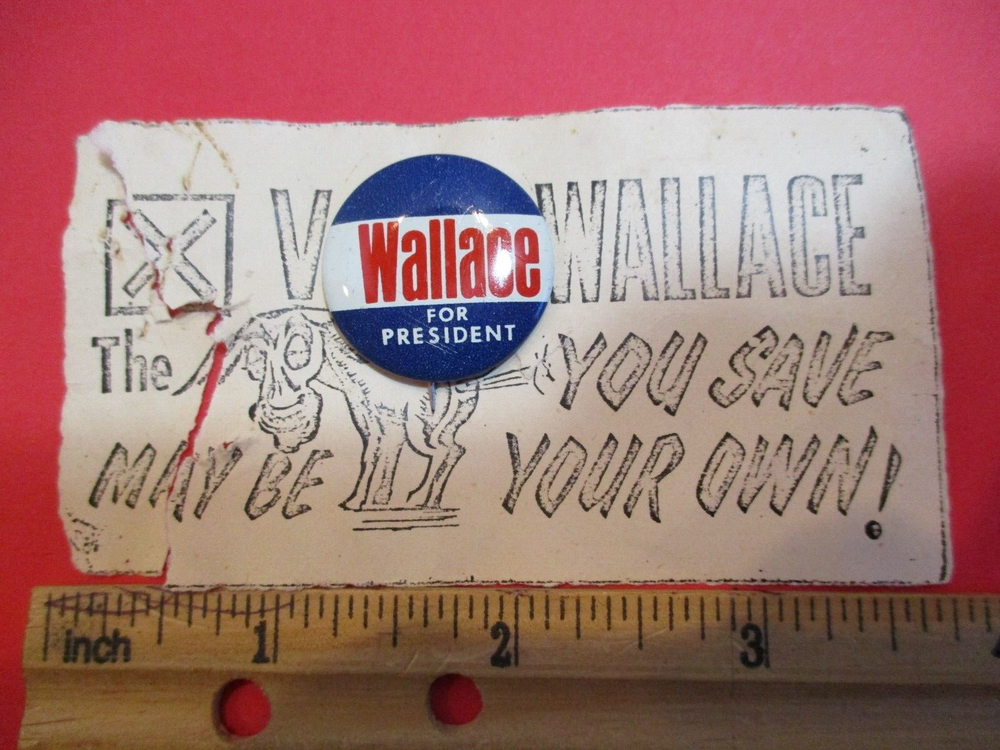 V WALLACE
Wallace
FOR
PRESIDENT
The YOU SAVE
MAY BE YOUR OWN!
inch 1 2 3